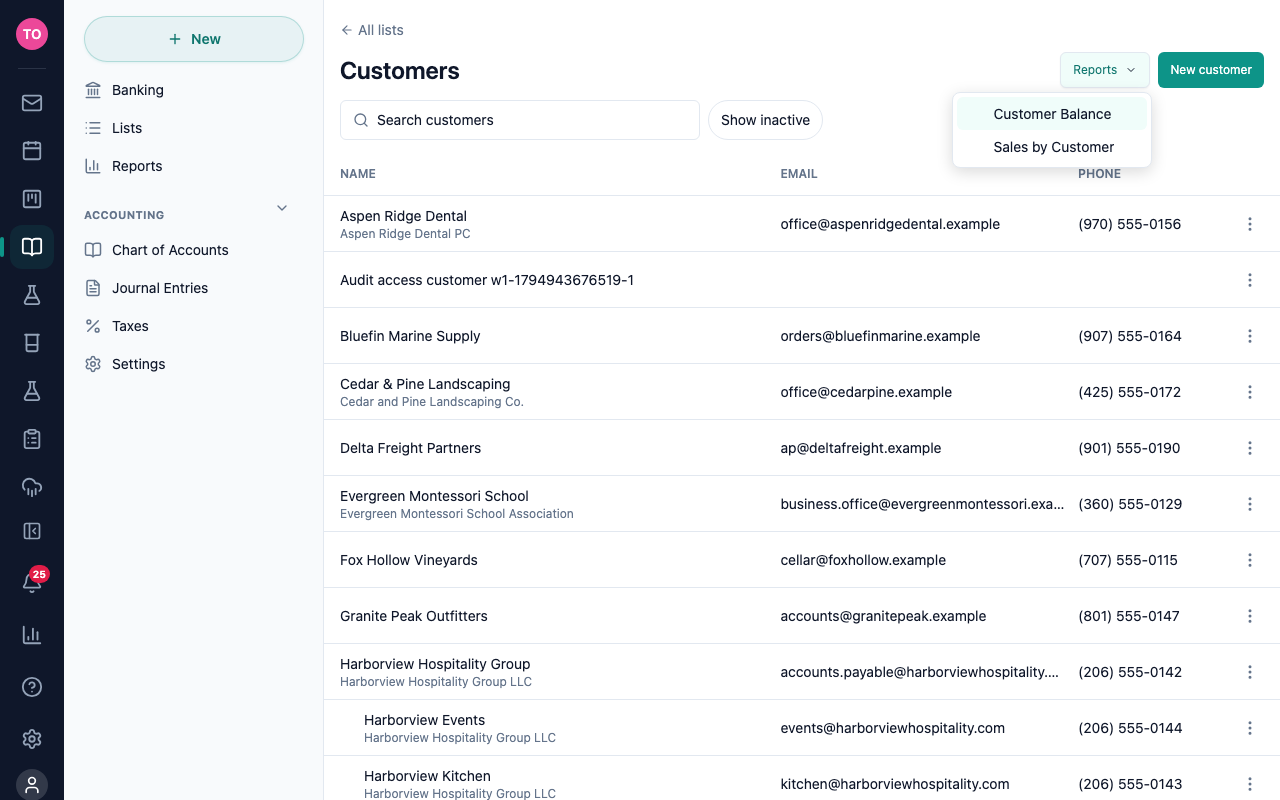 TO
New
Banking
Lists
Reports
ACCOUNTING
Chart of Accounts
Journal Entries
Taxes
Settings
25
All lists
Customers
Reports
New customer
Search customers
Show inactive
Customer Balance
Sales by Customer
NAME EMAIL PHONE
Aspen Ridge Dental office@aspenridgedental.example (970) 555-0156
Aspen Ridge Dental PC
Audit access customer w1-1794943676519-1
Bluefin Marine Supply orders@bluefinmarine.example (907) 555-0164
Cedar & Pine Landscaping office@cedarpine.example (425) 555-0172
Cedar and Pine Landscaping Co.
Delta Freight Partners ap@deltafreight.example (901) 555-0190
Evergreen Montessori School business.office@evergreenmontessori.exa... (360) 555-0129
Evergreen Montessori School Association
Fox Hollow Vineyards cellar@foxhollow.example (707) 555-0115
Granite Peak Outfitters accounts@granitepeak.example (801) 555-0147
Harborview Hospitality Group accounts.payable@harborviewhospitality.... (206) 555-0142
Harborview Hospitality Group LLC
Harborview Events events@harborviewhospitality.com (206) 555-0144
Harborview Hospitality Group LLC
Harborview Kitchen kitchen@harborviewhospitality.com (206) 555-0143
Harborview Hospitality Group LLC